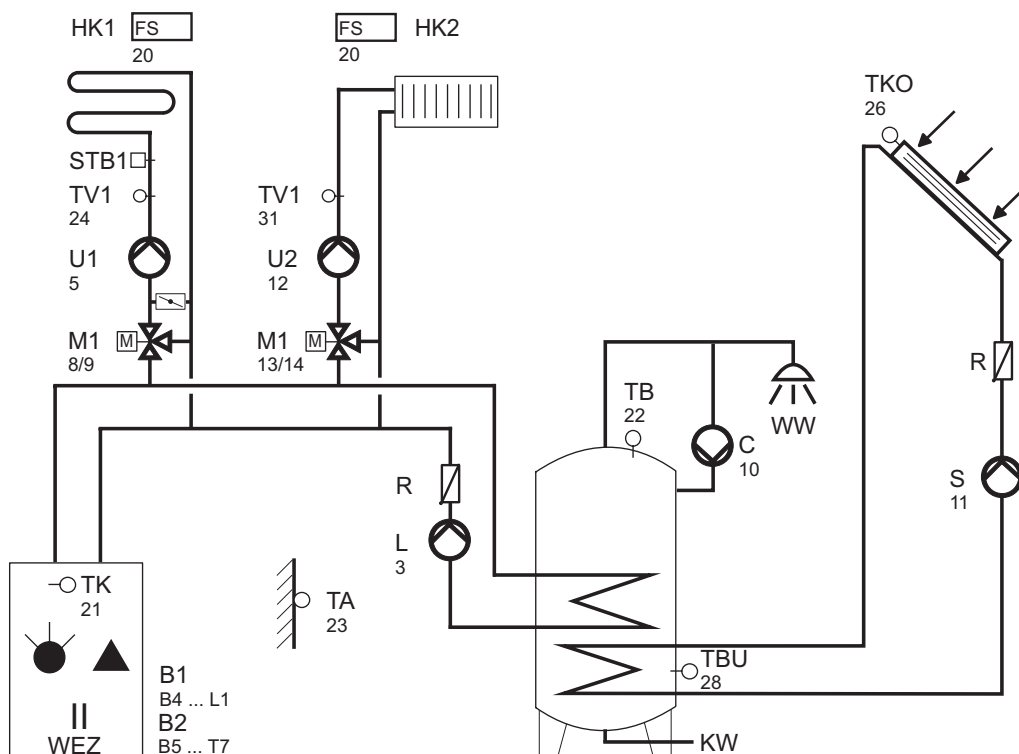 HK1
FS
20
FS
HK2
20
TKO
26
STB1
TV1
24
TV1
31
U1
5
U2
12
M1
M
8/9
M1
M
13/14
R
TB
22
WW
C
10
S
11
R
L
3
TK
21
TA
23
TBU
28
B1
B4 ... L1
B2
B5 ... T7
II
WEZ
KW